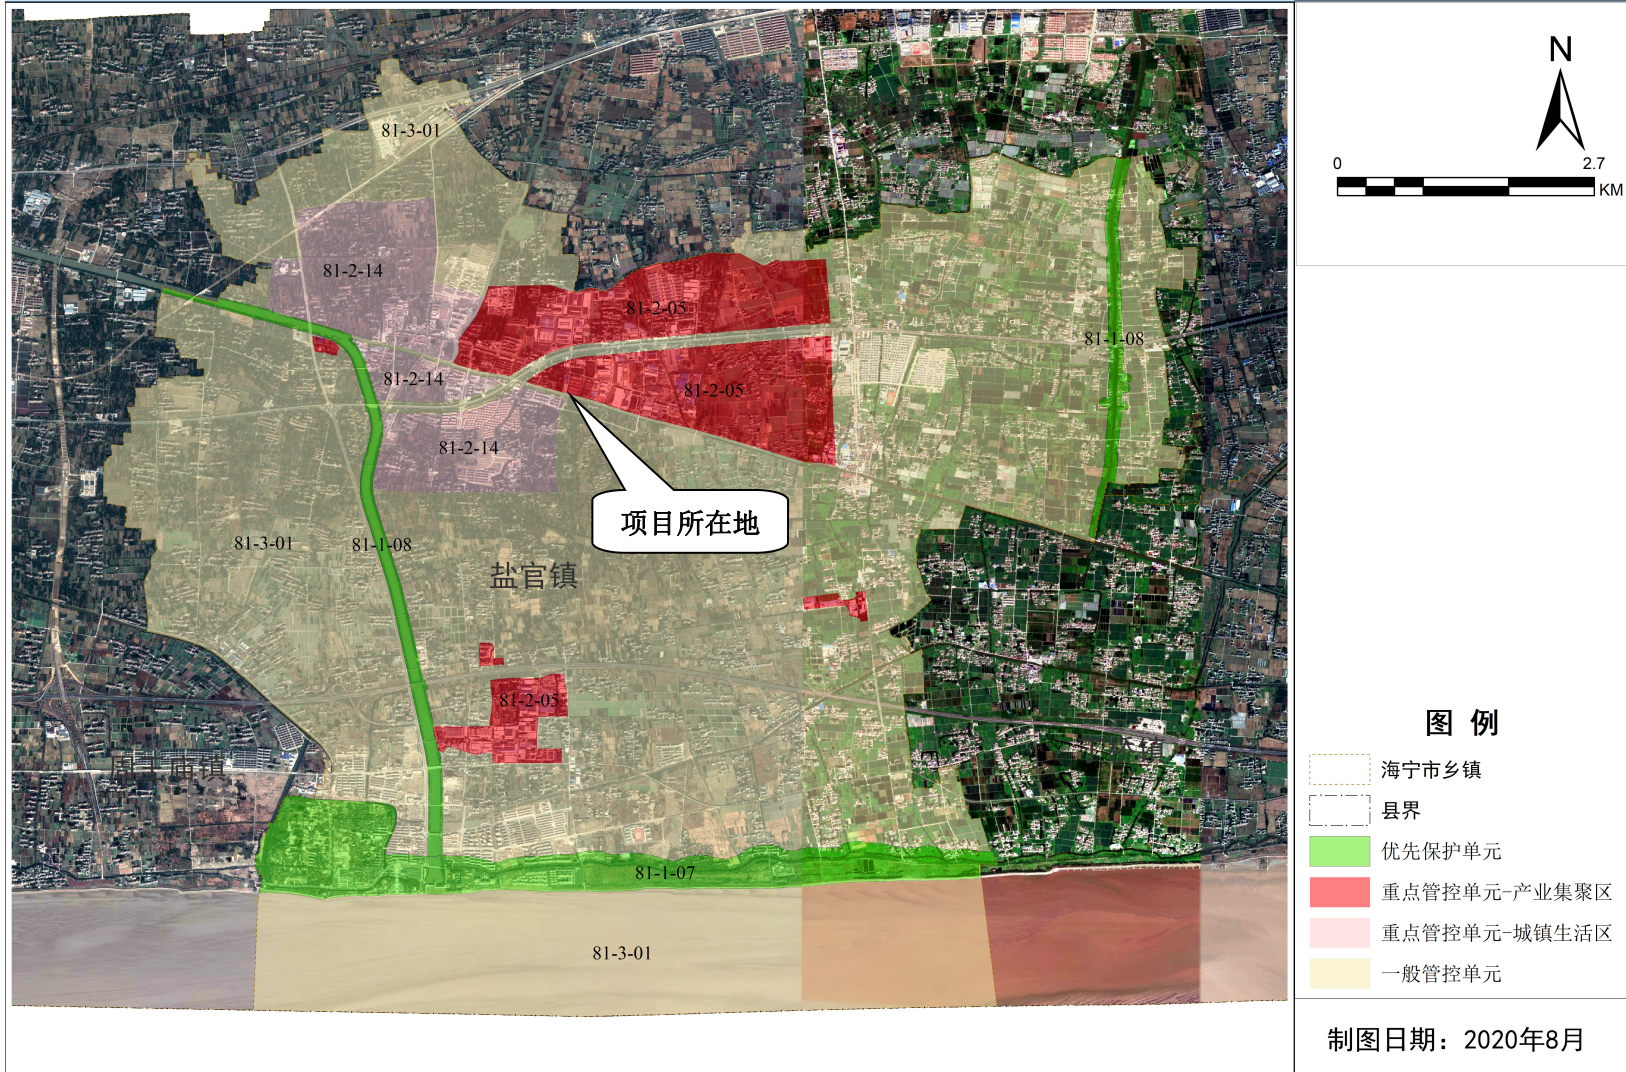 N
0 2.7
KM
81-3-01
81-2-14
81-2-05
81-1-08
81-2-14
81-2-05
81-2-14
项目所在地
81-3-01
81-1-08
盐官镇
81-2-05
周王庙镇
81-1-07
81-3-01
图 例
海宁市乡镇
县界
优先保护单元
重点管控单元-产业集聚区
重点管控单元-城镇生活区
一般管控单元
制图日期：2020年8月